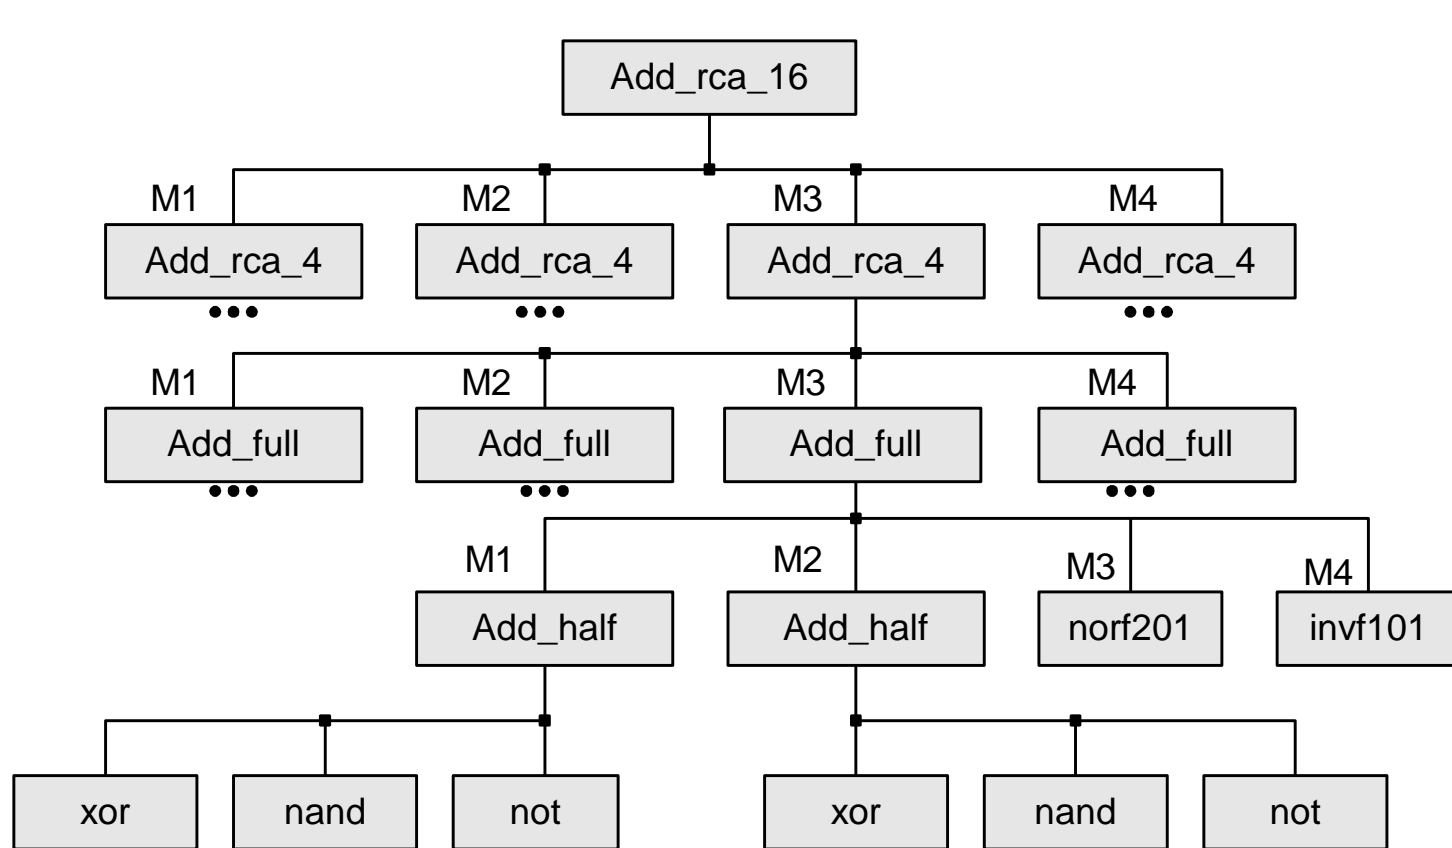 Add_rca_16
M1 M2 M3 M4
Add_rca_4 Add_rca_4 Add_rca_4 Add_rca_4
M1 M2 M3 M4
Add_full Add_full Add_full Add_full
M1 M2 M3 M4
Add_half Add_half norf201 invf101
xor nand not xor nand not